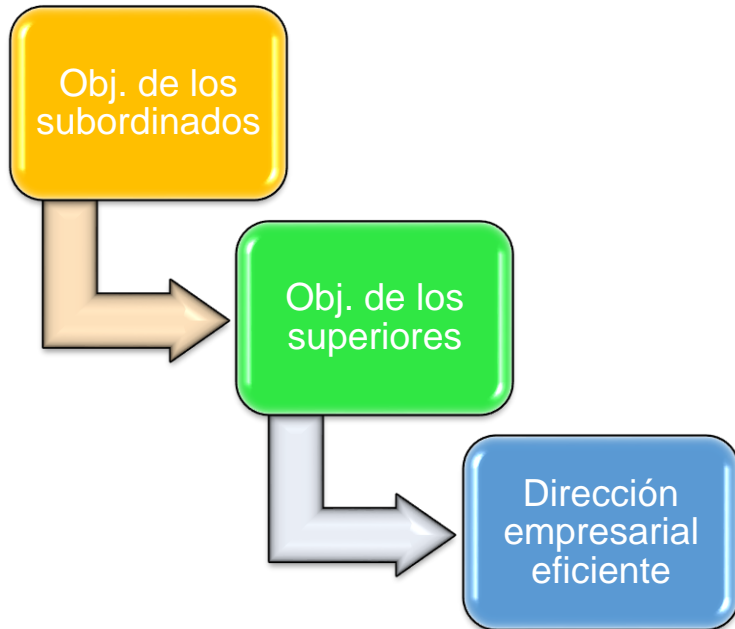 Obj. de los
subordinados
Obj. de los
superiores
Dirección
empresarial
eficiente